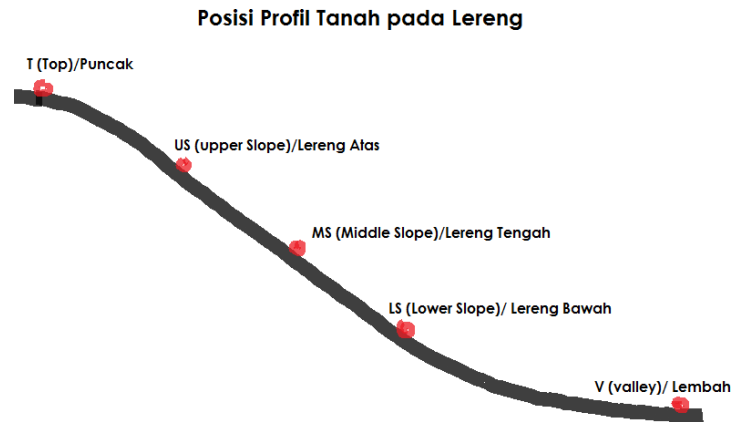 Posisi Profil Tanah pada Lereng
T (Top)/Puncak
US (upper Slope)/Lereng Atas
MS (Middle Slope)/Lereng Tengah
LS (Lower Slope)/ Lereng Bawah
V (valley)/ Lembah